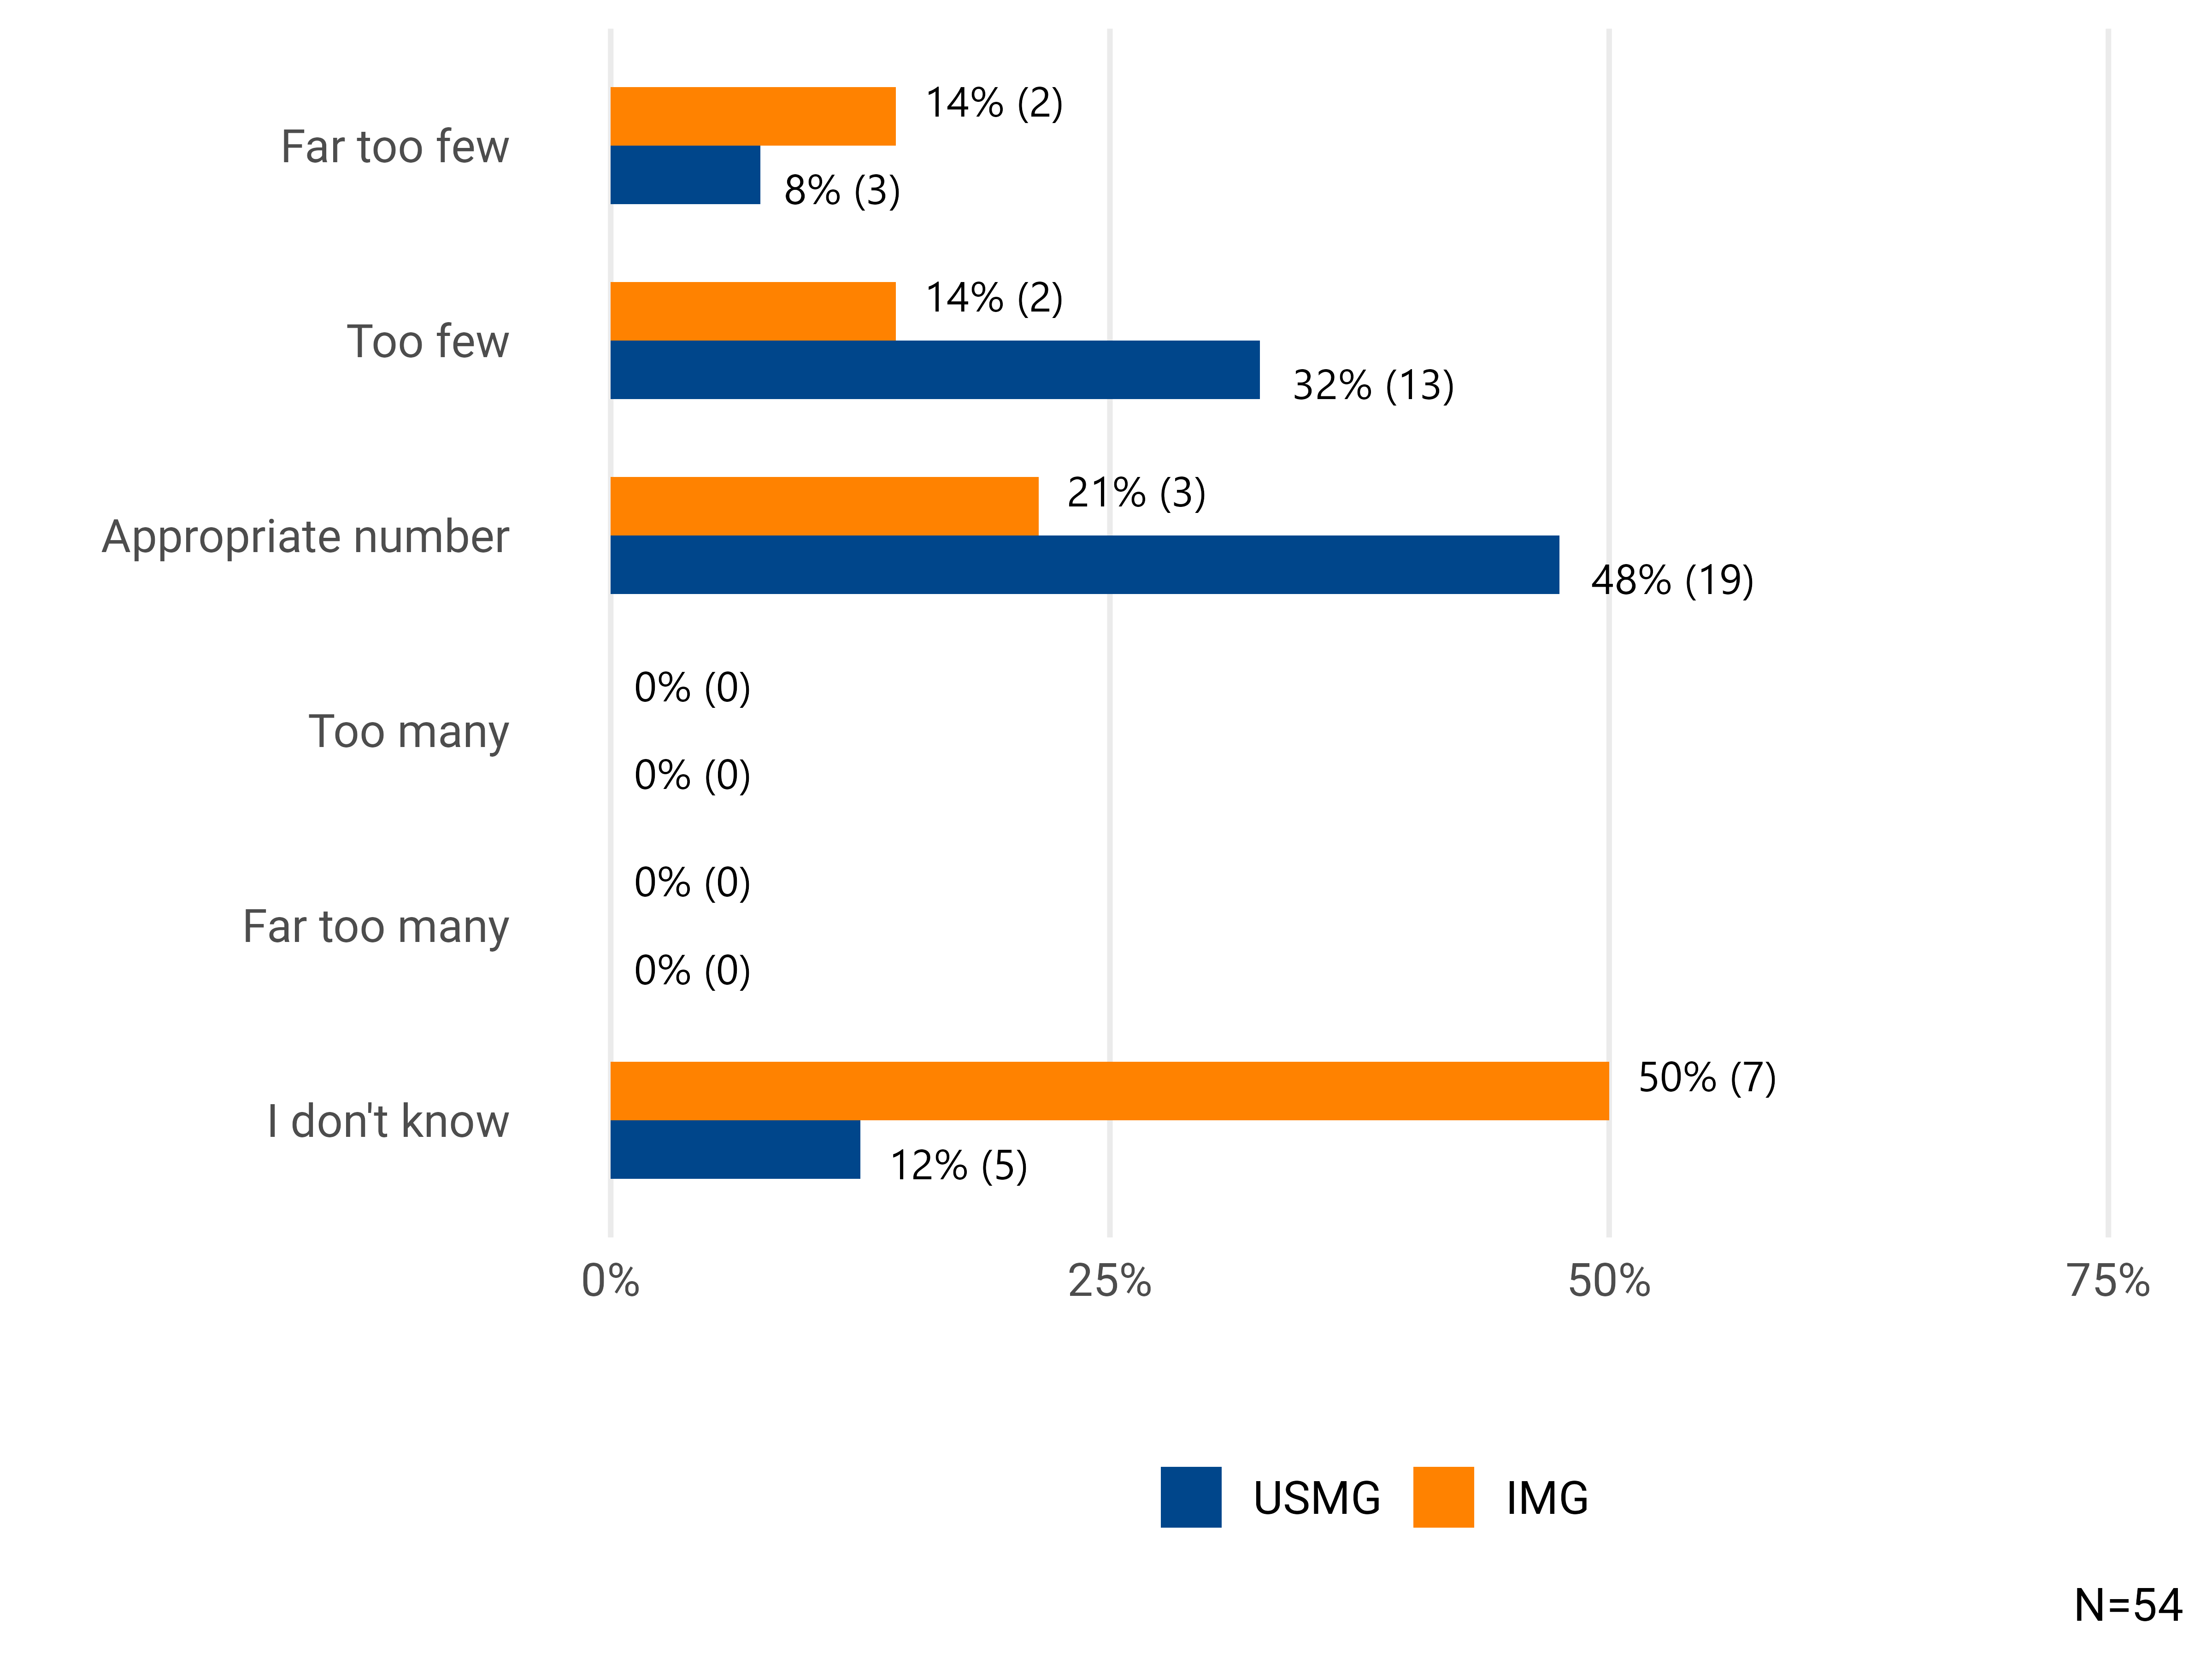 14% (2)
Far too few
8% (3)
14% (2)
Too few
32% (13)
21% (3)
Appropriate number
48% (19)
0% (0)
Too many
0% (0)
0% (0)
Far too many
0% (0)
50% (7)
I don't know
12% (5)
0% 25% 50% 75%
USMG IMG
N=54